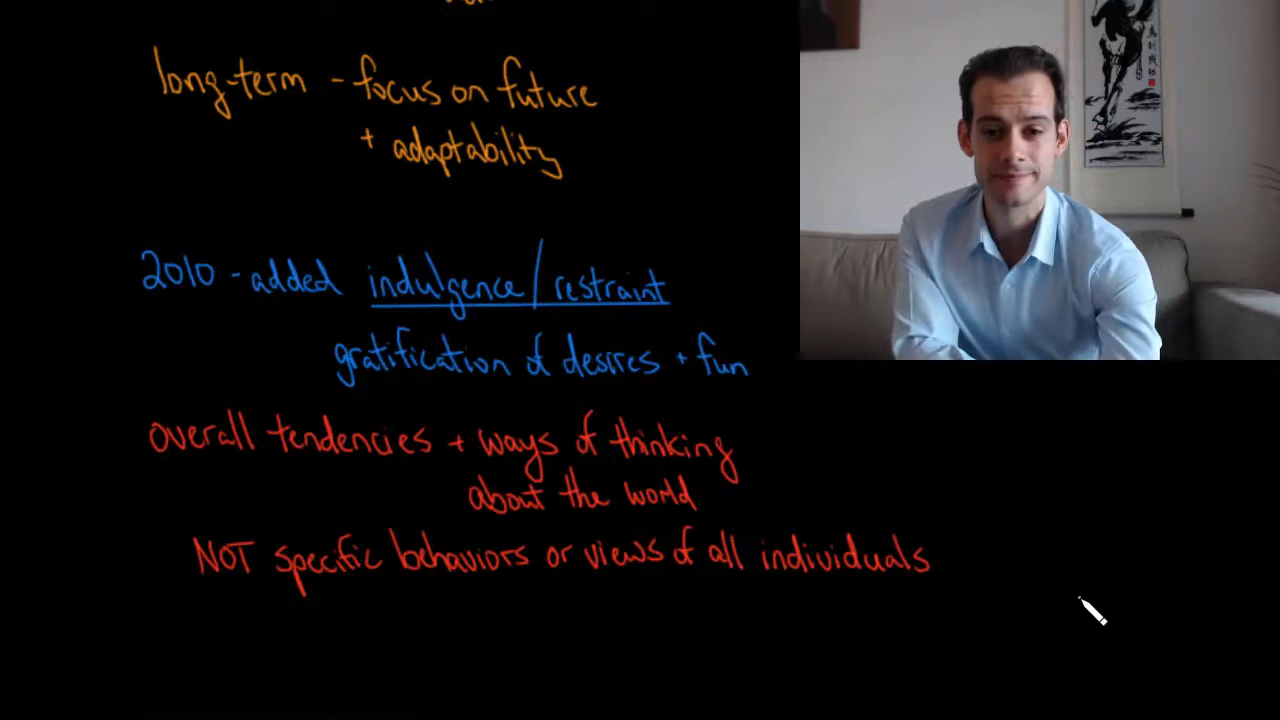 long-term - focus on future
+ adaptability
2010 - added indulgence/restraint
gratification of desires + fun
overall tendencies + ways of thinking
about the world
NOT specific behaviors or views of all individuals